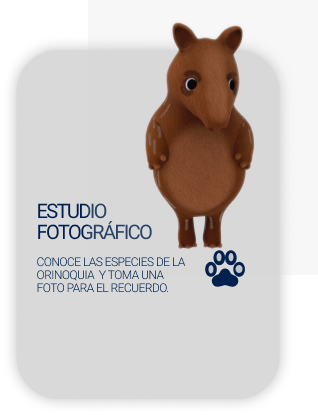 ESTUDIO
FOTOGRÁFICO
CONOCE LAS ESPECIES DE LA
ORINOQUIA Y TOMA UNA
FOTO PARA EL RECUERDO.